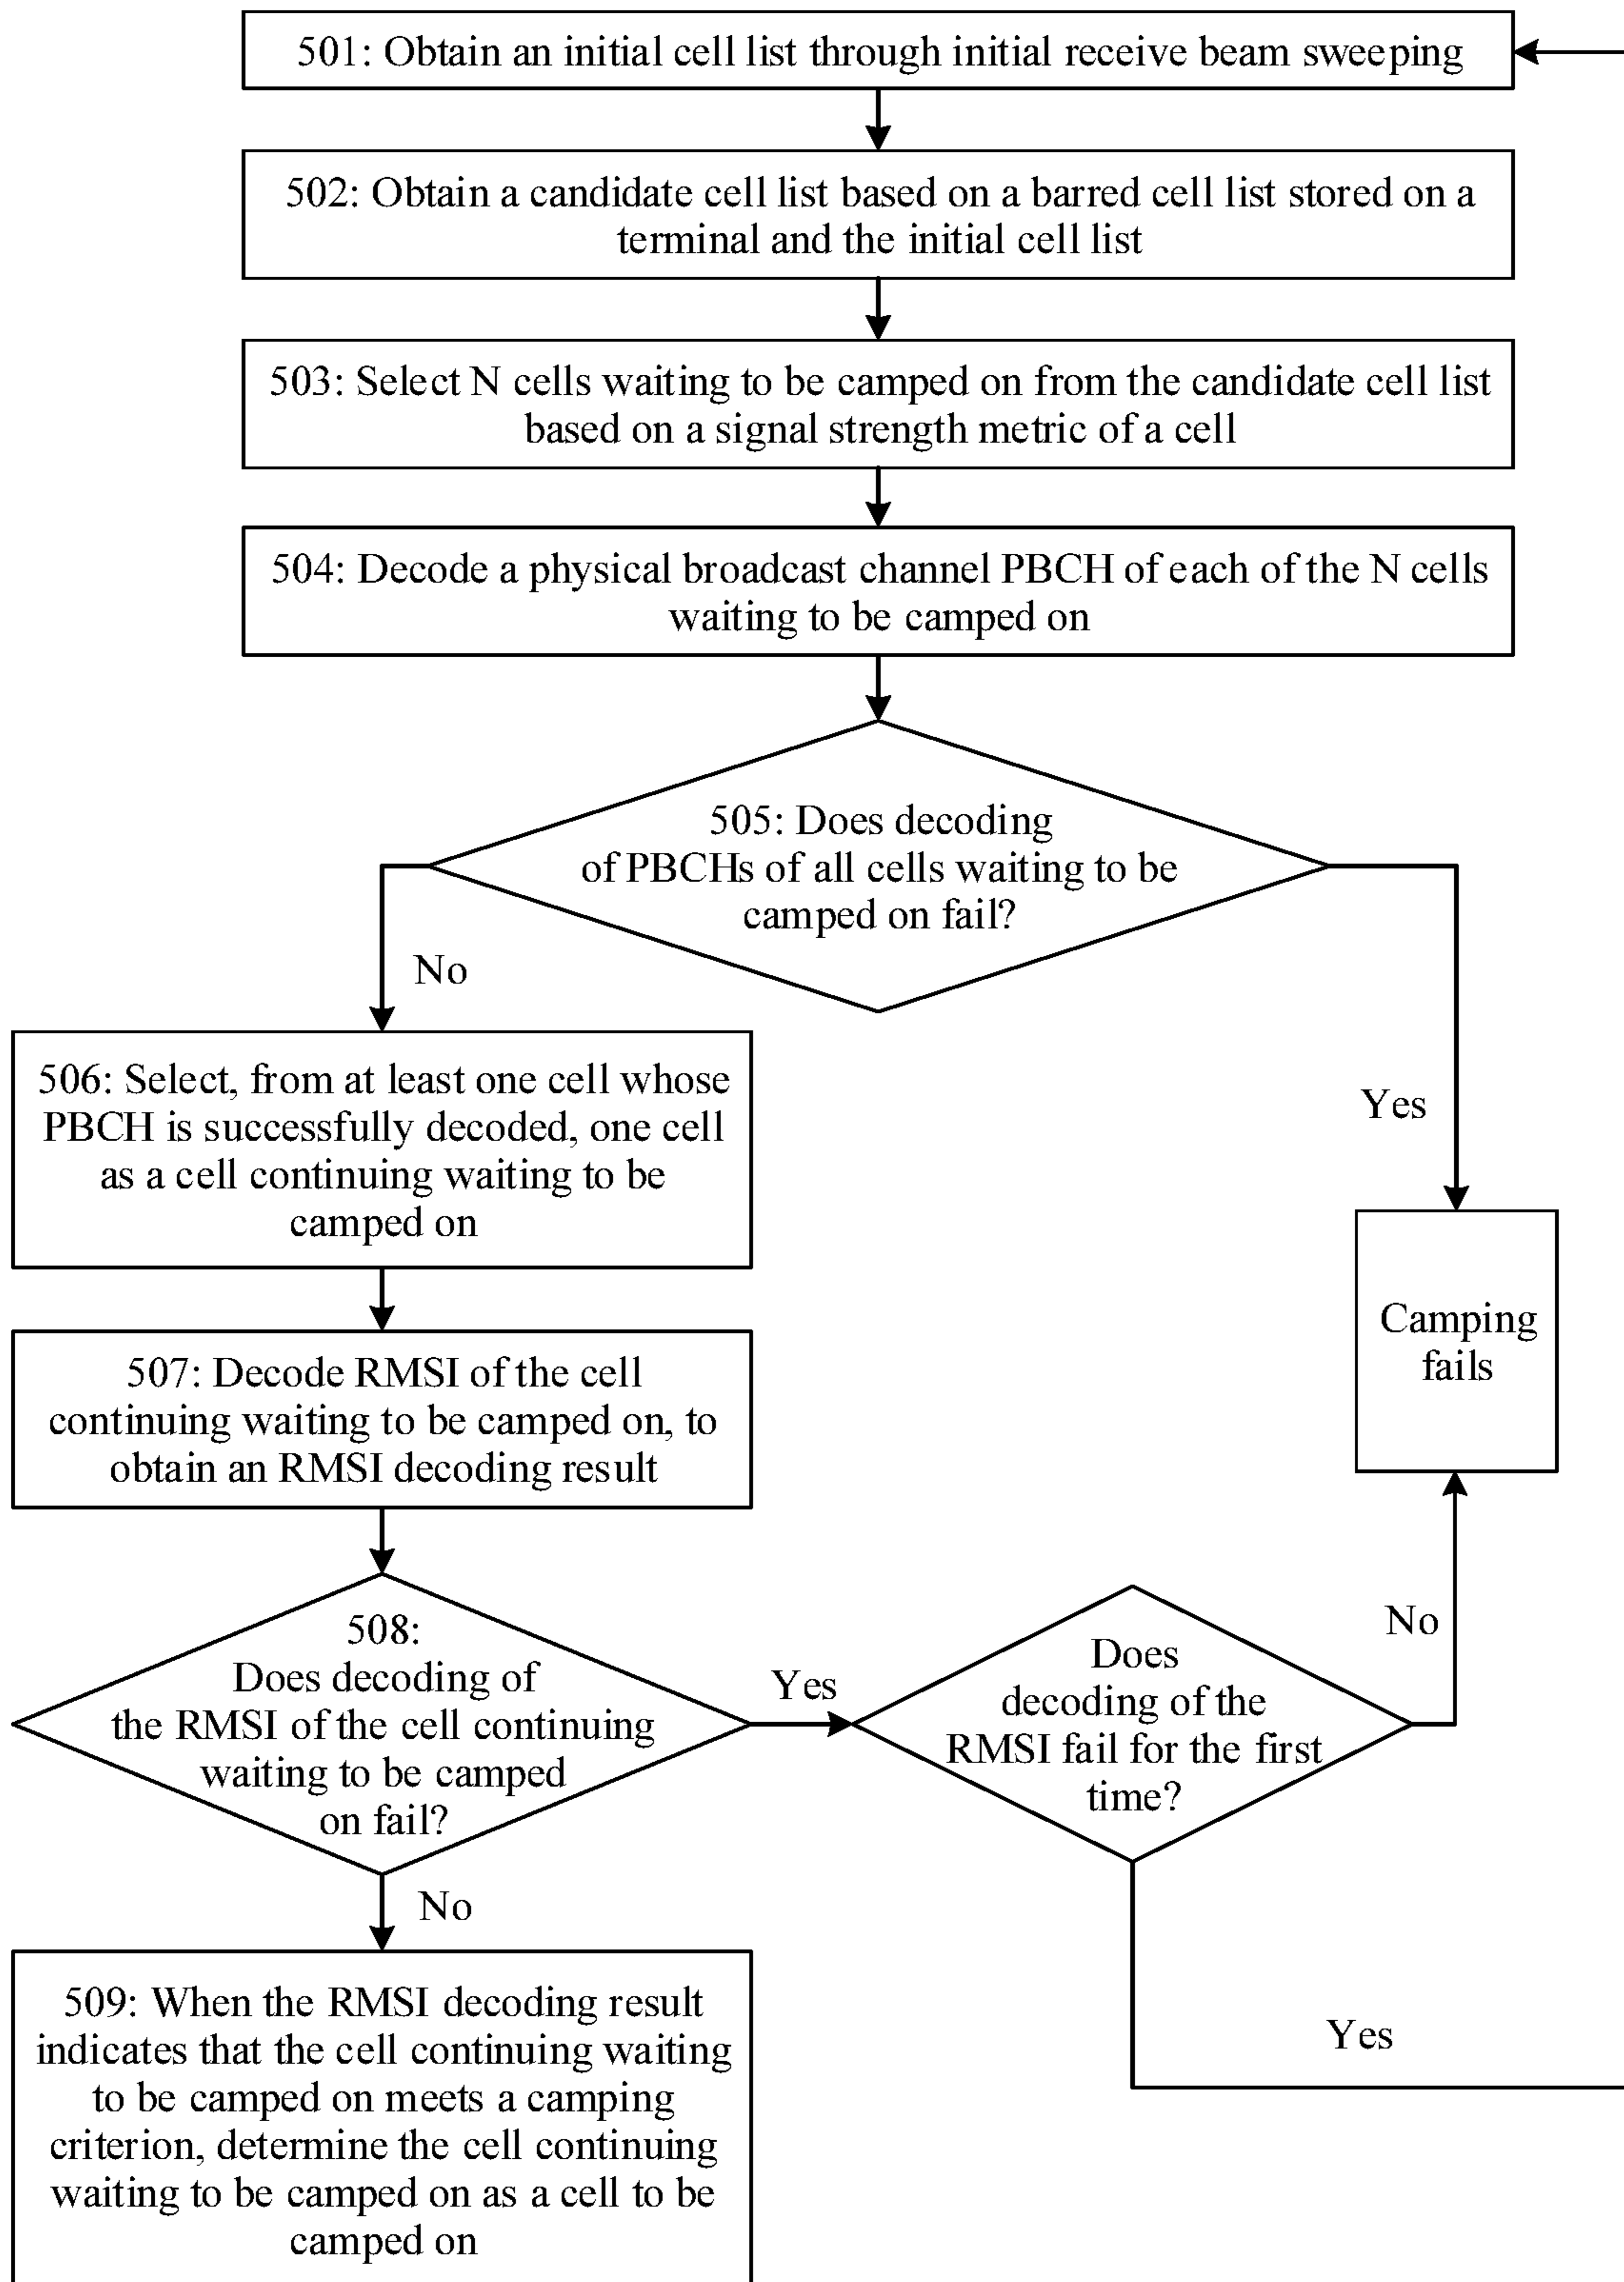 501: Obtain an initial cell list through initial receive beam sweeping
502: Obtain a candidate cell list based on a barred cell list stored on a
terminal and the initial cell list
503: Select N cells waiting to be camped on from the candidate cell list
based on a signal strength metric of a cell
504: Decode a physical broadcast channel PBCH of each of the N cells
waiting to be camped on
505: Does decoding
of PBCHs of all cells waiting to be
camped on fail?
No
Yes
506: Select, from at least one cell whose
PBCH is successfully decoded, one cell
as a cell continuing waiting to be
camped on
Camping
fails
507: Decode RMSI of the cell
continuing waiting to be camped on, to
obtain an RMSI decoding result
508:
Does decoding of
the RMSI of the cell continuing
waiting to be camped
on fail?
Yes
Does
decoding of the
RMSI fail for the first
time?
No
No
Yes
509: When the RMSI decoding result
indicates that the cell continuing waiting
to be camped on meets a camping
criterion, determine the cell continuing
waiting to be camped on as a cell to be
camped on